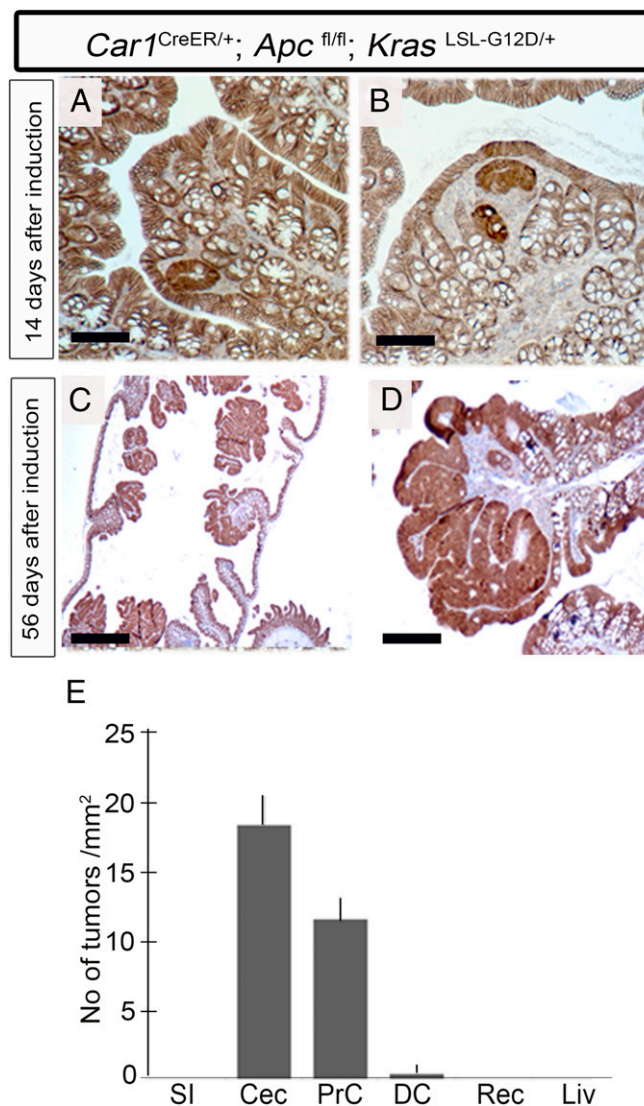 Car1CreER/+; Apc fl/fl; Kras LSL-G12D/+
14 days after induction
A
B
56 days after induction
C
D
E
No of tumors /mm2
25
20
15
10
5
0
SI Cec PrC DC Rec Liv